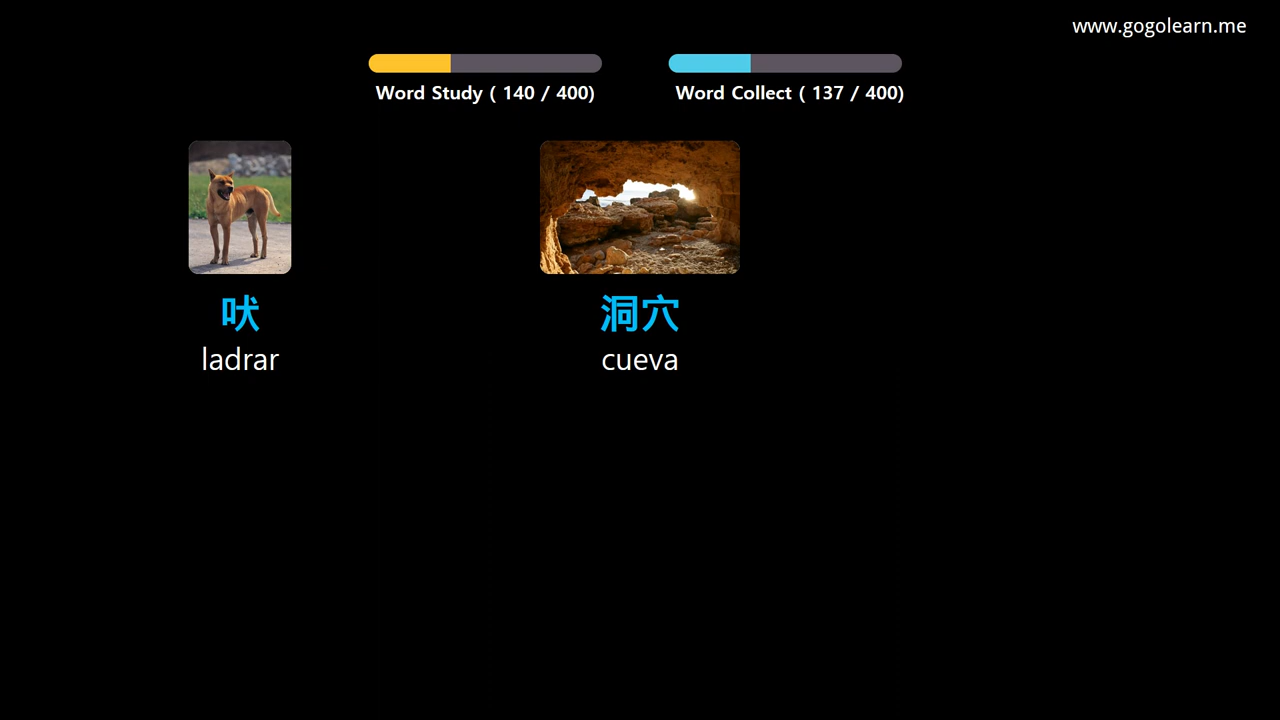 www.gogolearn.me
Word Study ( 140 / 400)
Word Collect ( 137 / 400)
吠
ladrar
洞穴
cueva